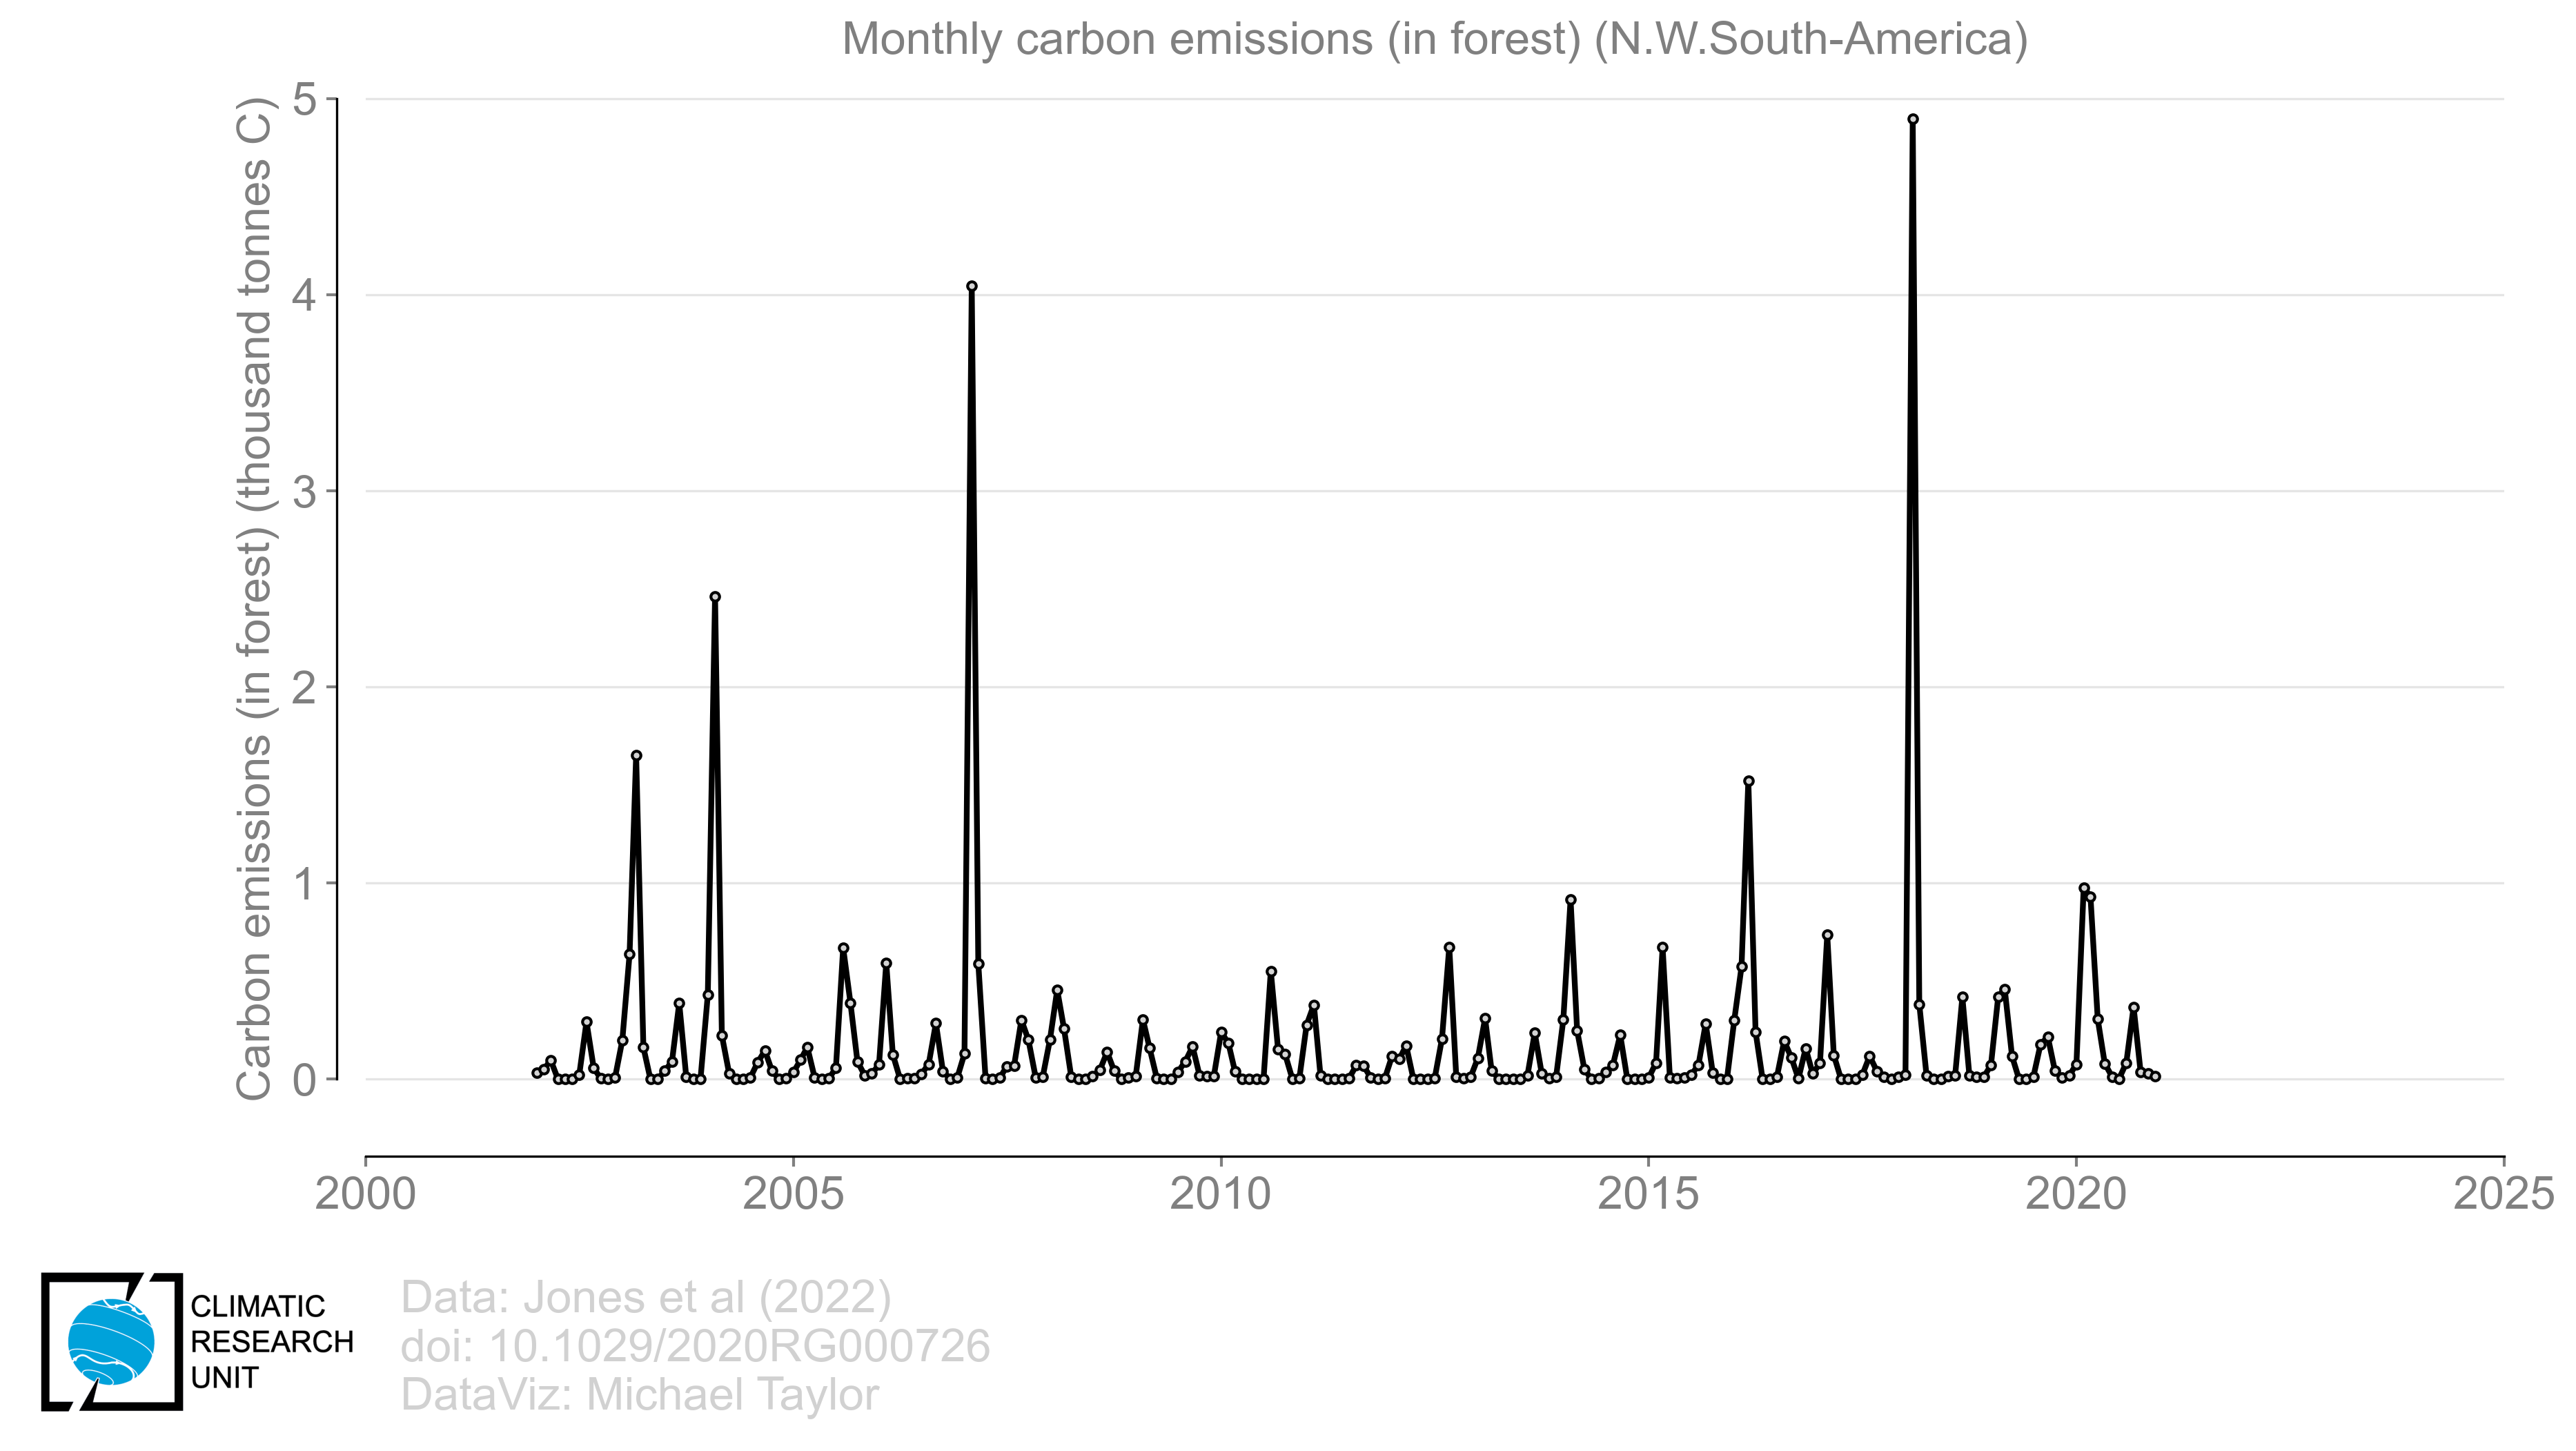 Monthly carbon emissions (in forest) (N.W.South-America)
Carbon emissions (in forest) (thousand tonnes C)
5
4
3
2
1
0
2000
2005
2010
2015
2020
2025
CLIMATIC
RESEARCH
UNIT
Data: Jones et al (2022)
doi: 10.1029/2020RG000726
DataViz: Michael Taylor